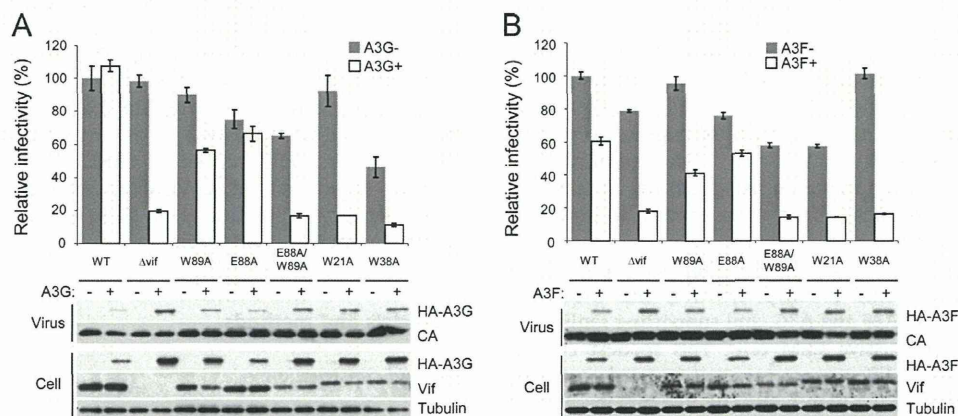 A
B
A3G-
A3G+
A3F-
A3F+
Relative infectivity (%)
120
100
80
60
40
20
0
WT Δvif W89A E88A E88A/W89A W21A W38A
A3G: - + - + - + - + - + - + - +
Virus
HA-A3G
CA
Cell
HA-A3G
Vif
Tubulin
Relative infectivity (%)
120
100
80
60
40
20
0
WT Δvif W89A E88A E88A/W89A W21A W38A
A3F: - + - + - + - + - + - + - +
Virus
HA-A3F
CA
Cell
HA-A3F
Vif
Tubulin